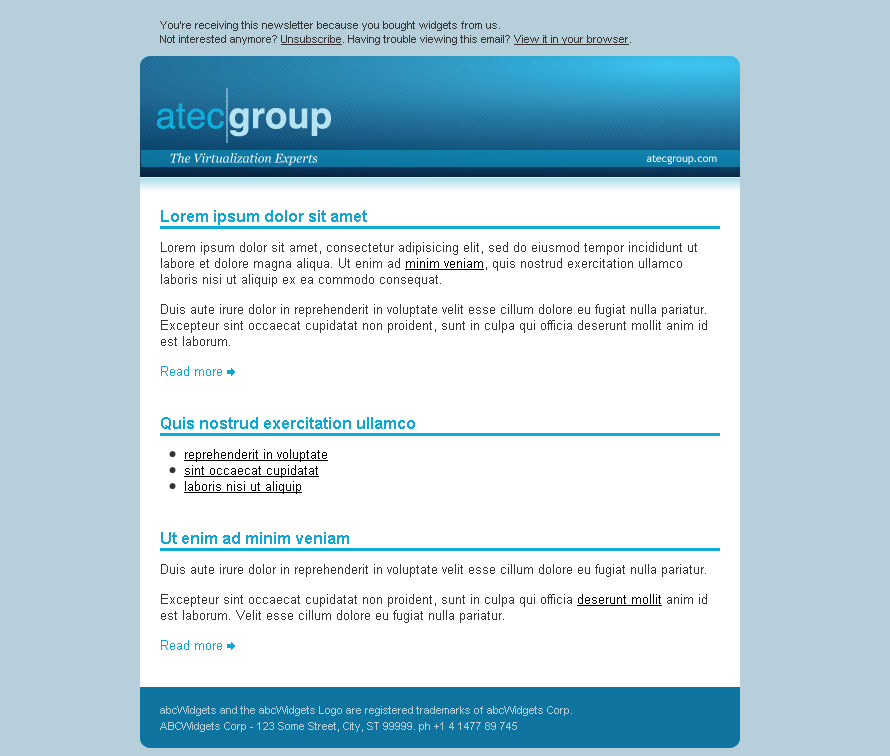 You're receiving this newsletter because you bought widgets from us.
Not interested anymore? Unsubscribe. Having trouble viewing this email? View it in your browser.
atecgroup
The Virtualization Experts
atecgroup.com
Lorem ipsum dolor sit amet
Lorem ipsum dolor sit amet, consectetur adipisicing elit, sed do eiusmod tempor incididunt ut
labore et dolore magna aliqua. Ut enim ad minim veniam, quis nostrud exercitation ullamco
laboris nisi ut aliquip ex ea commodo consequat.
Duis aute irure dolor in reprehenderit in voluptate velit esse cillum dolore eu fugiat nulla pariatur.
Excepteur sint occaecat cupidatat non proident, sunt in culpa qui officia deserunt mollit anim id
est laborum.
Read more
Quis nostrud exercitation ullamco
reprehenderit in voluptate
sint occaecat cupidatat
laboris nisi ut aliquip
Ut enim ad minim veniam
Duis aute irure dolor in reprehenderit in voluptate velit esse cillum dolore eu fugiat nulla pariatur.
Excepteur sint occaecat cupidatat non proident, sunt in culpa qui officia deserunt mollit anim id
est laborum. Velit esse cillum dolore eu fugiat nulla pariatur.
Read more
abcWidgets and the abcWidgets Logo are registered trademarks of abcWidgets Corp.
ABCWidgets Corp - 123 Some Street, City, ST 99999. ph +1 4 1477 89 745